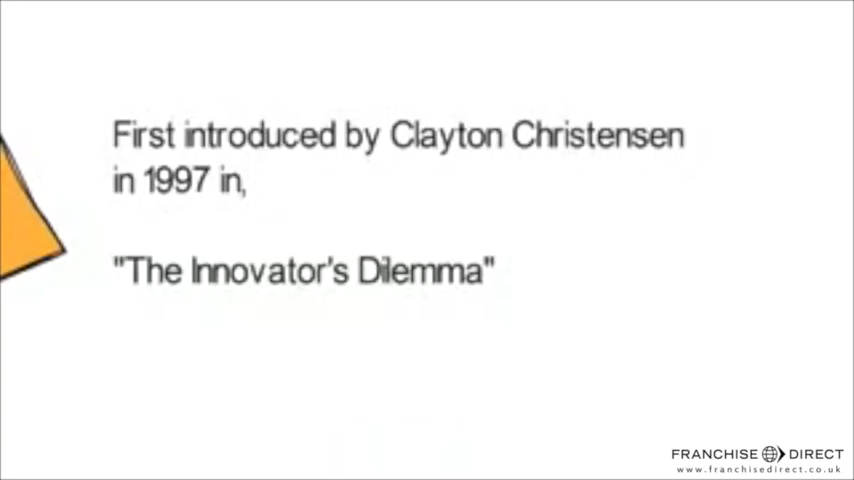 First introduced by Clayton Christensen
in 1997 in,
"The Innovator's Dilemma"
FRANCHISE DIRECT
www.franchisedirect.co.uk